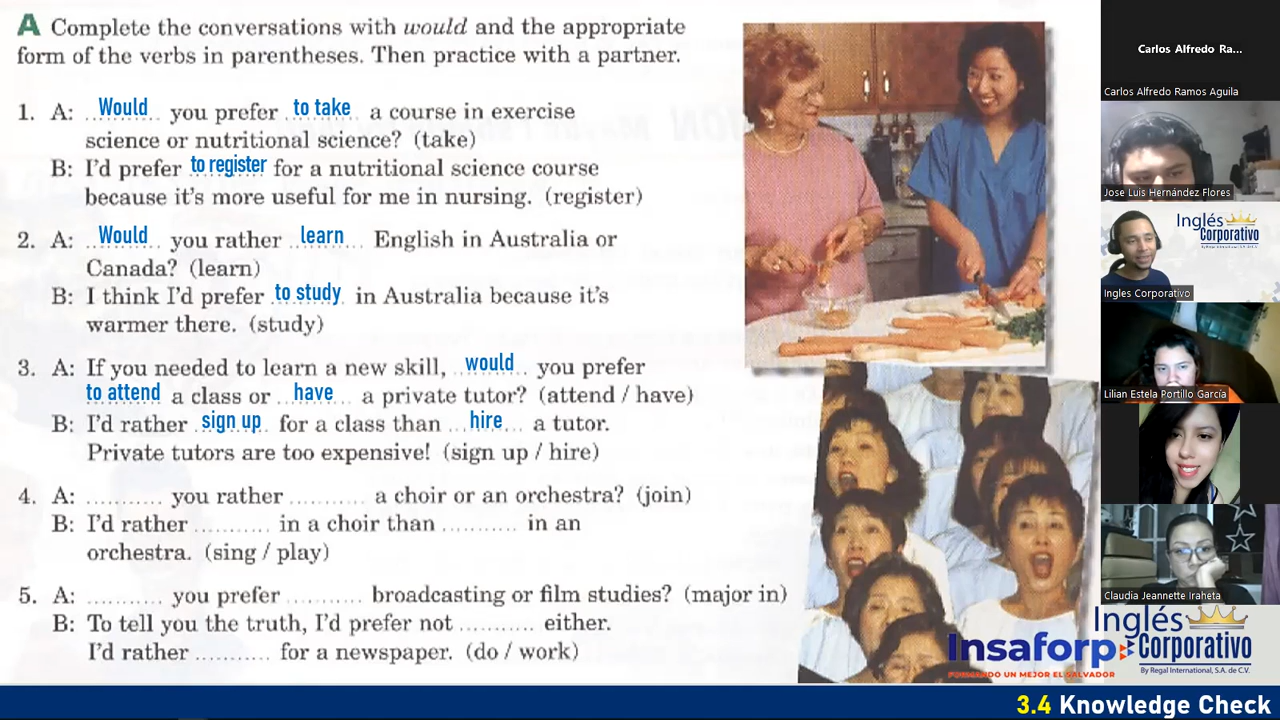 A Complete the conversations with would and the appropriate
form of the verbs in parentheses. Then practice with a partner.
1. A: Would you prefer to take a course in exercise
science or nutritional science? (take)
B: I'd prefer to register for a nutritional science course
because it's more useful for me in nursing. (register)
2. A: Would you rather learn English in Australia or
Canada? (learn)
B: I think I'd prefer to study in Australia because it's
warmer there. (study)
3. A: If you needed to learn a new skill, would you prefer
to attend a class or have a private tutor? (attend / have)
B: I'd rather sign up for a class than hire a tutor.
Private tutors are too expensive! (sign up / hire)
4. A: ........... you rather ........... a choir or an orchestra? (join)
B: I'd rather ........... in a choir than ........... in an
orchestra. (sing / play)
5. A: ........... you prefer ........... broadcasting or film studies? (major in)
B: To tell you the truth, I'd prefer not ........... either.
I'd rather ........... for a newspaper. (do / work)
Carlos Alfredo Ra...
Carlos Alfredo Ramos Aguila
Jose Luis Hernández Flores
Inglés
Corporativo
By Regal International, S.A. de C.V.
Ingles Corporativo
Lilian Estela Portillo García
Claudia Jeannette Iraheta
Inglés
Corporativo
By Regal International, S.A. de C.V.
Insaforp
FORMANDO UN MEJOR EL SALVADOR
3.4 Knowledge Check